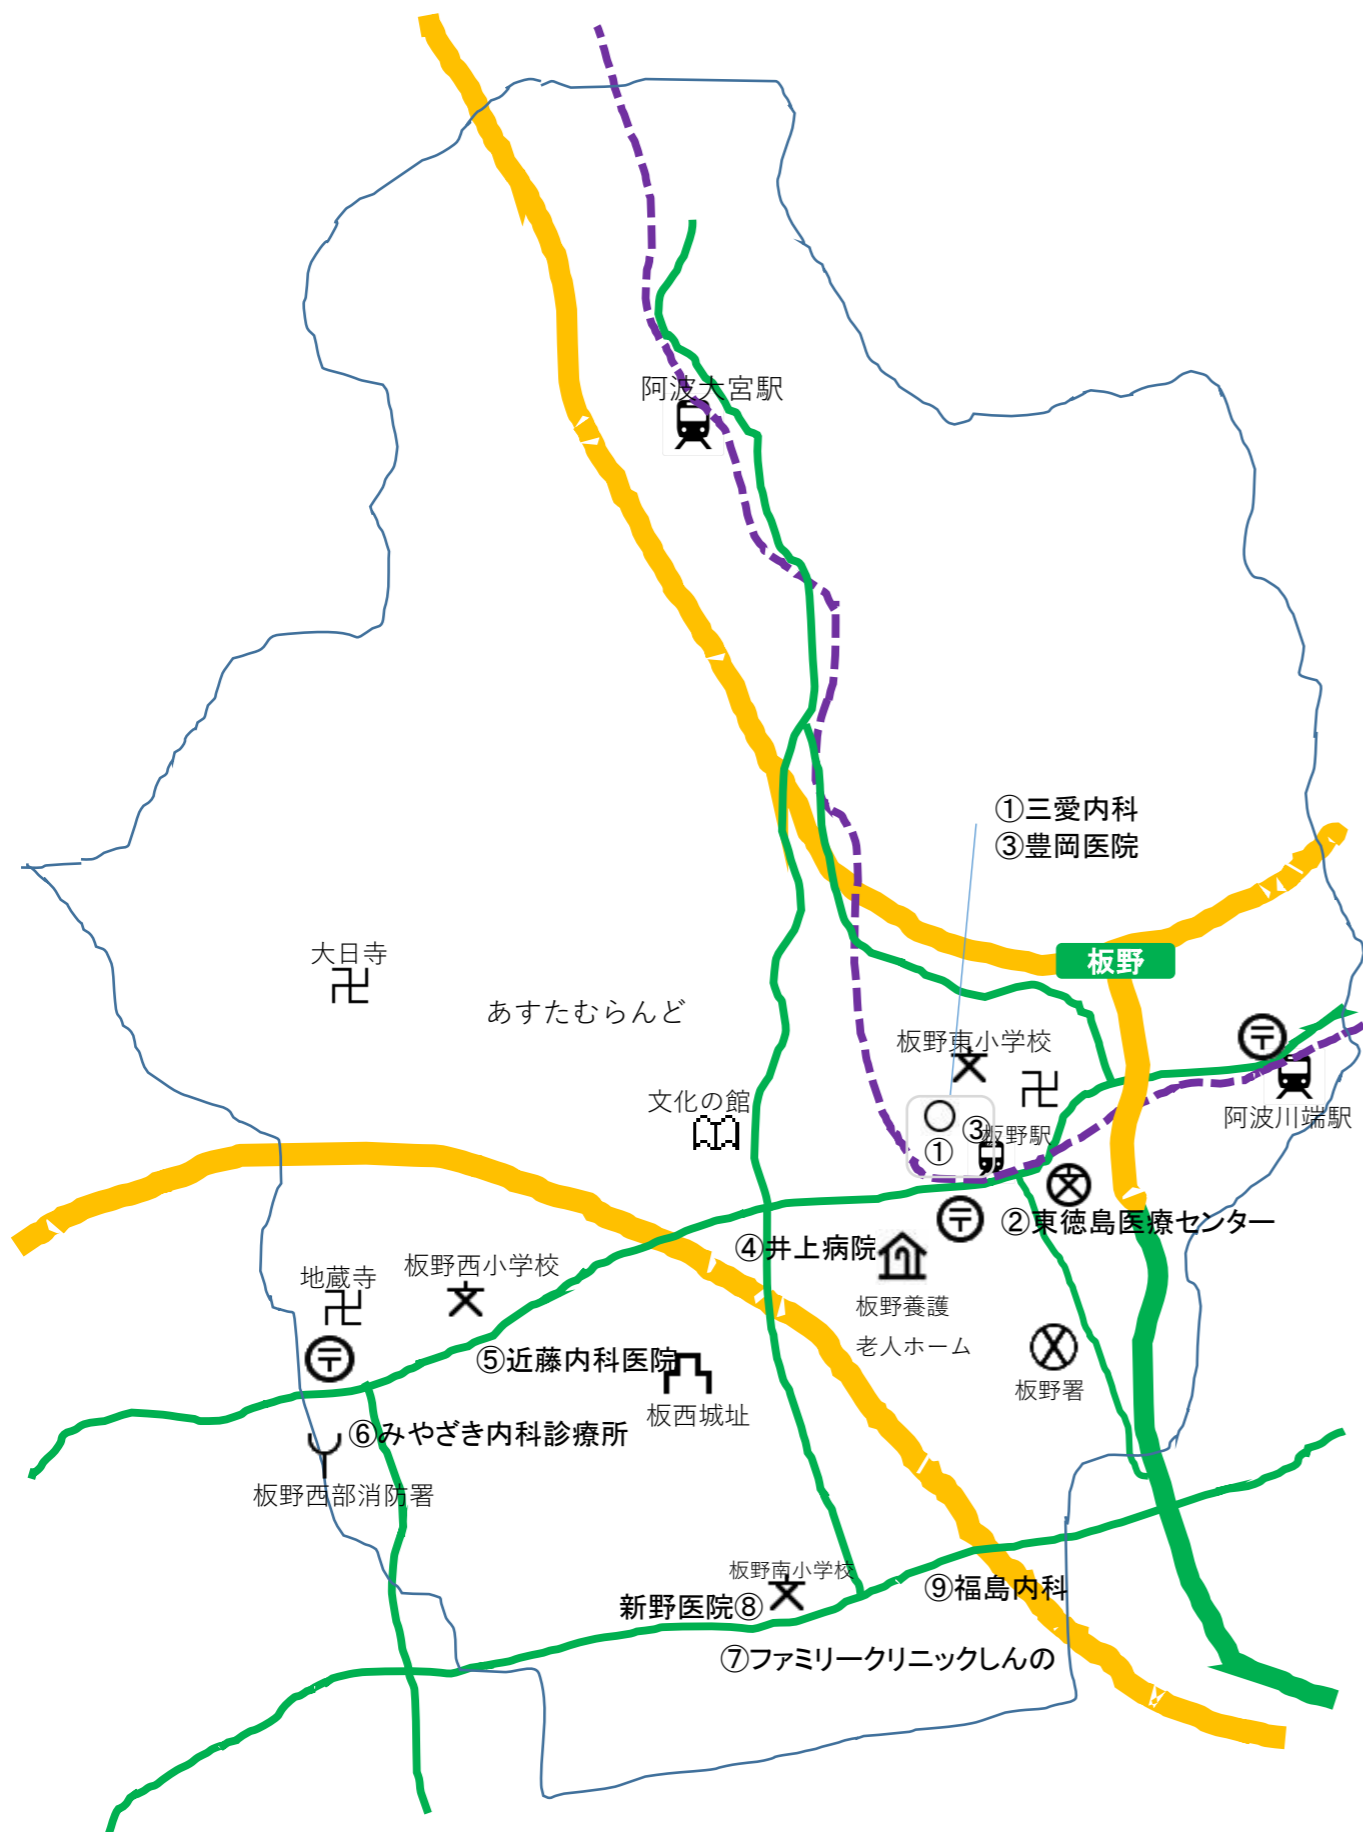 阿波大宮駅
①三愛内科
③豊岡医院
大日寺
板野
あすたむらんど
板野東小学校
文化の館
阿波川端駅
③
板野駅
①
②東徳島医療センター
④井上病院
板野西小学校
地蔵寺
板野養護
老人ホーム
⑤近藤内科医院
板野署
板西城址
⑥みやざき内科診療所
板野西部消防署
板野南小学校
新野医院⑧
⑨福島内科
⑦ファミリークリニックしんの